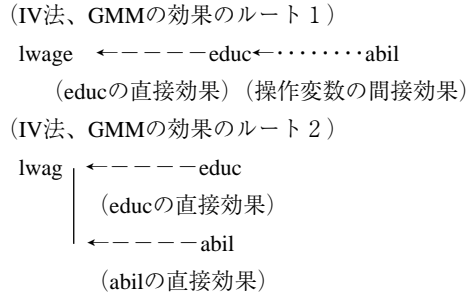 （IV法、GMMの効果のルート１）
lwage ←－－－－educ←········abil
（educの直接効果）（操作変数の間接効果）
（IV法、GMMの効果のルート２）
lwag ←－－－－educ
（educの直接効果）
←－－－－abil
（abilの直接効果）